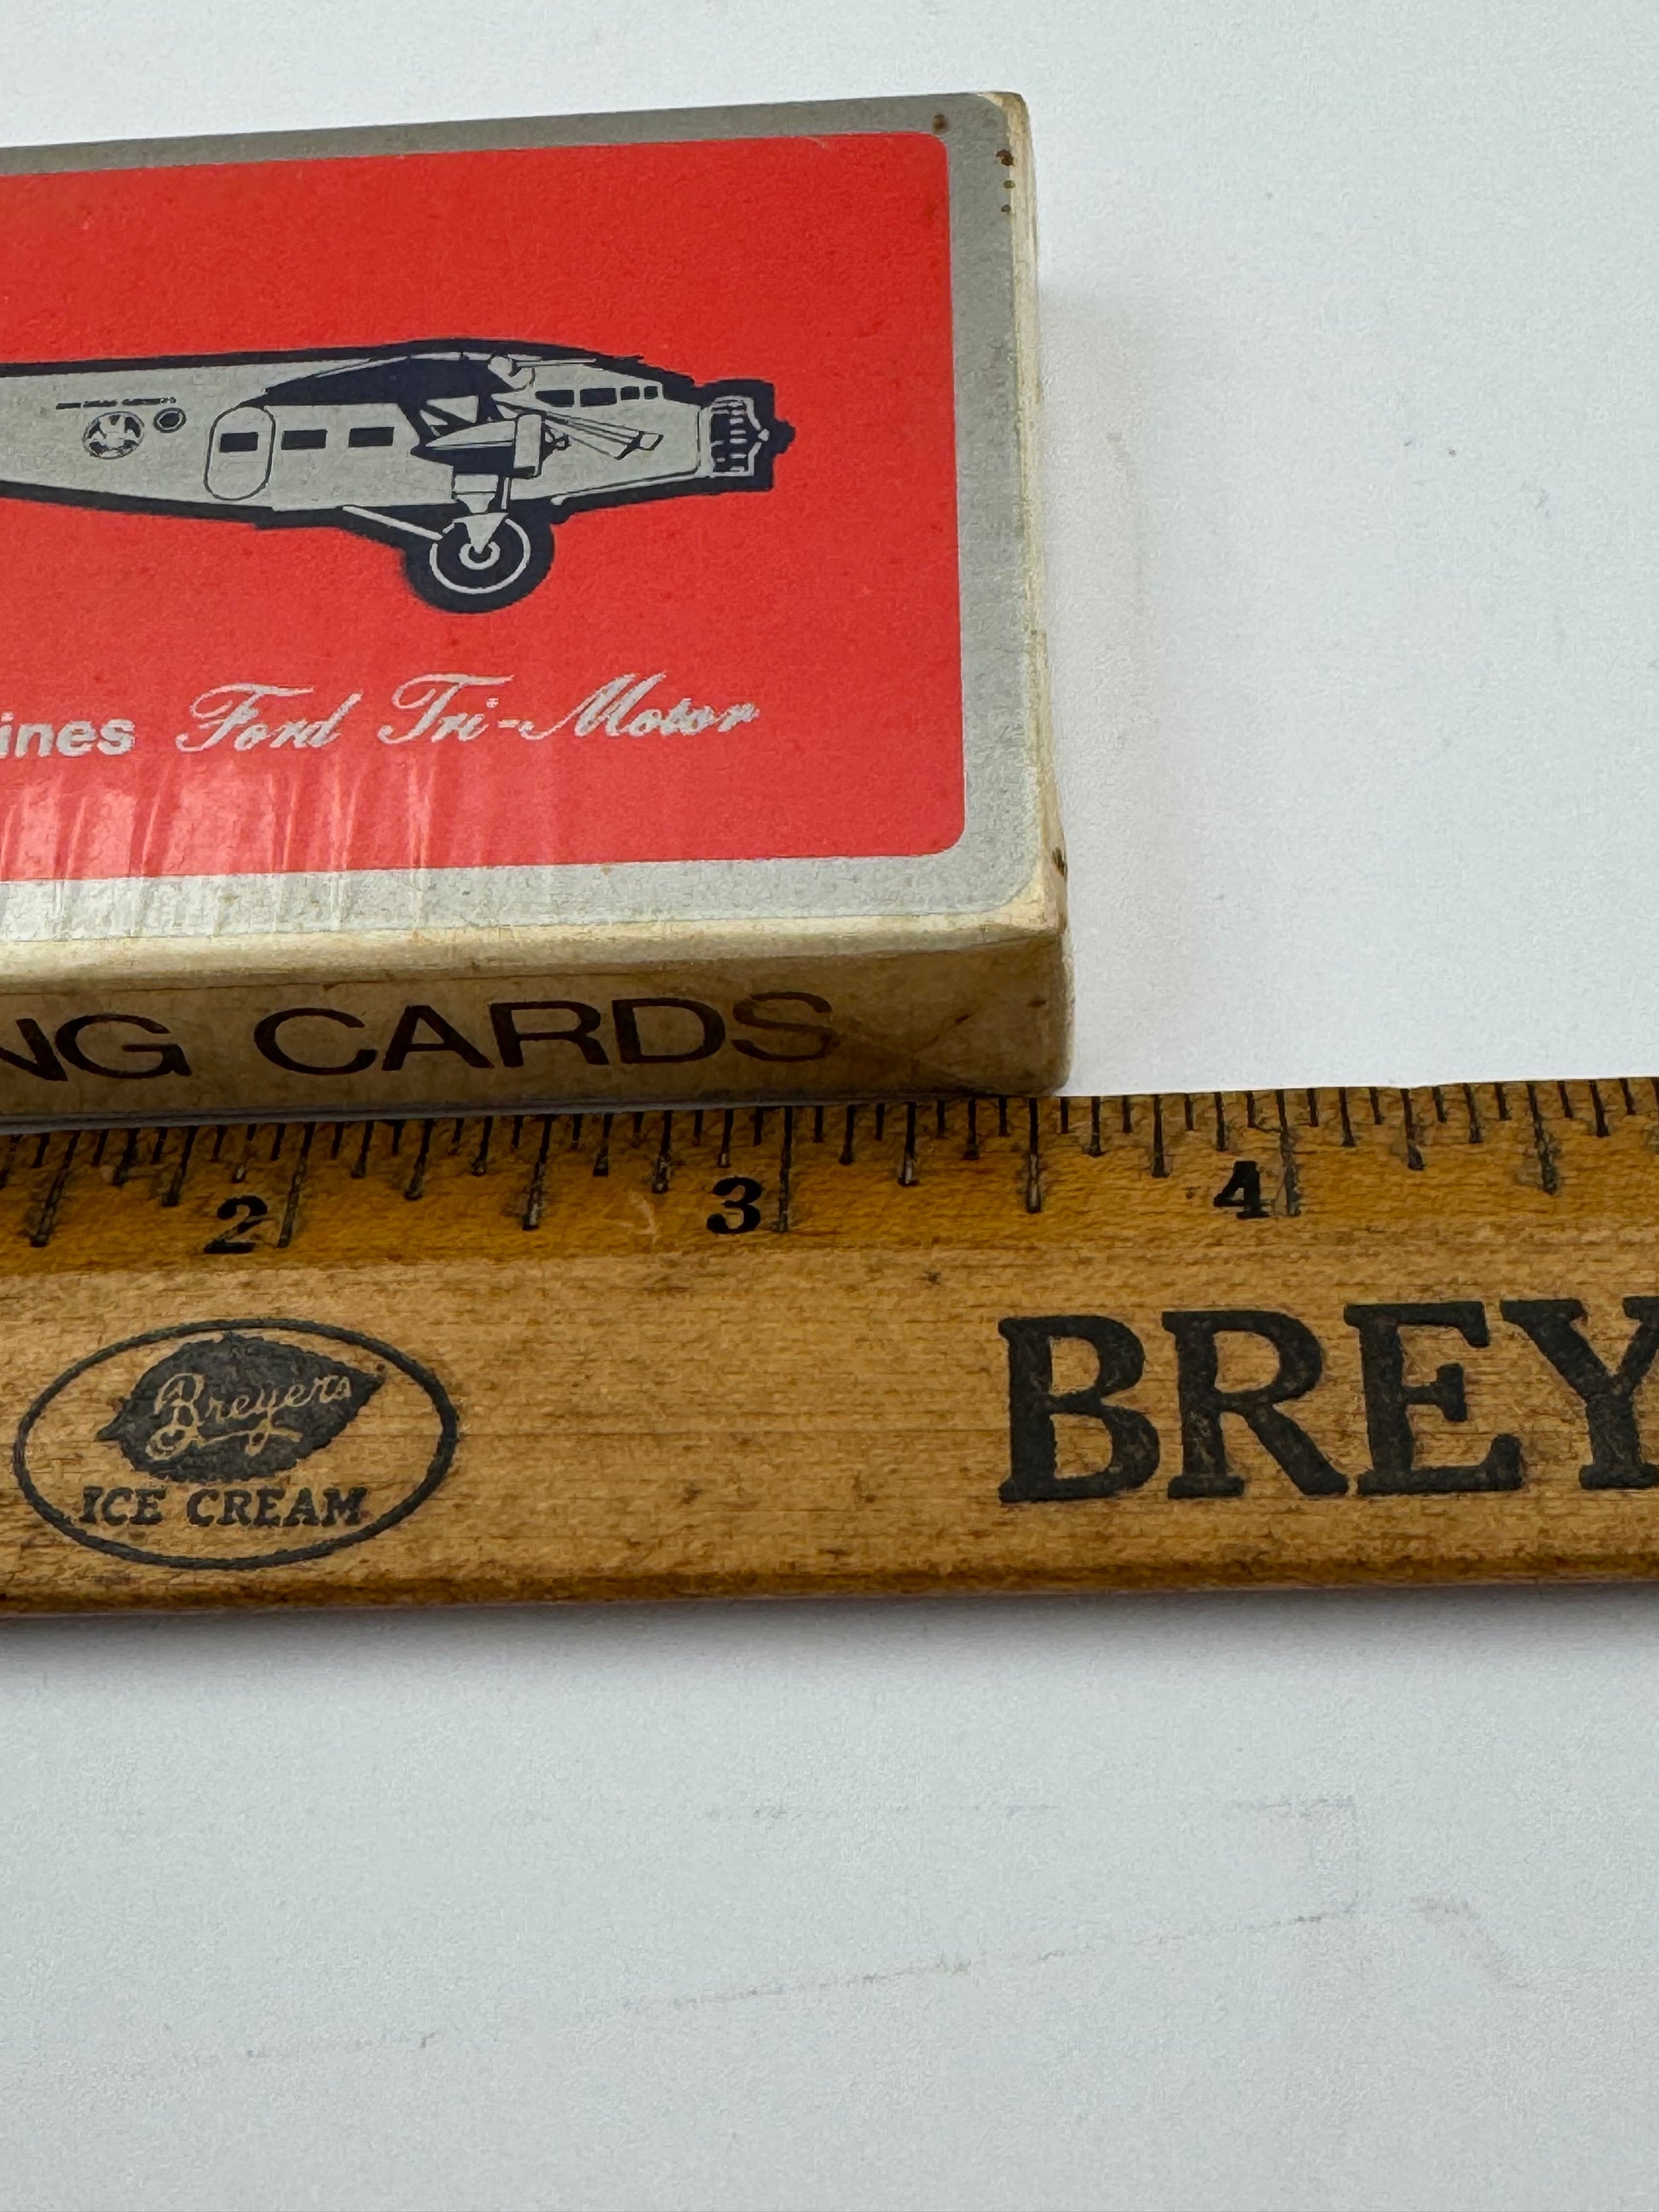 ines Ford Tri-Motor
NG CARDS
2 3 4
Breyers
ICE CREAM
BREY